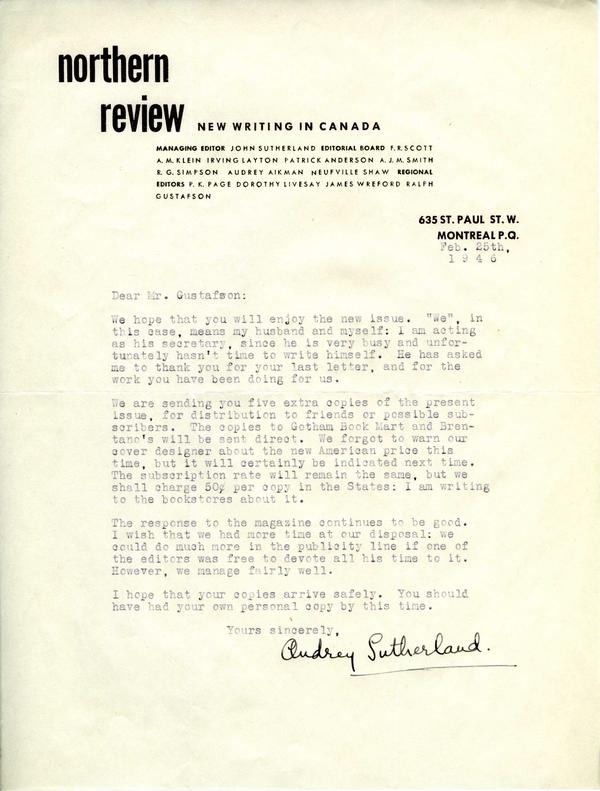 northern
review NEW WRITING IN CANADA
MANAGING EDITOR JOHN SUTHERLAND EDITORIAL BOARD F.R.SCOTT
A.M.KLEIN IRVING LAYTON PATRICK ANDERSON A.J.M.SMITH
R.G.SIMPSON AUDREY AIKMAN NEUFVILLE SHAW REGIONAL
EDITORS P.K.PAGE DOROTHY LIVESAY JAMES WREFORD RALPH
GUSTAFSON
635 ST. PAUL ST. W.
MONTREAL P.Q.
Feb. 25th,
1946
Dear Mr. Gustafson:
We hope that you will enjoy the new issue. "We", in
this case, means my husband and myself: I am acting
as his secretary, since he is very busy and unfor-
tunately hasn't time to write himself. He has asked
me to thank you for your last letter, and for the
work you have been doing for us.
We are sending you five extra copies of the present
issue, for distribution to friends or possible sub-
scribers. The copies to Gotham Book Mart and Bren-
tano's will be sent direct. We forgot to warn our
cover designer about the new American price this
time, but it will certainly be indicated next time.
The subscription rate will remain the same, but we
shall charge 50¢ per copy in the States: I am writing
to the bookstores about it.
The response to the magazine continues to be good.
I wish that we had more time at our disposal: we
could do much more in the publicity line if one of
the editors was free to devote all his time to it.
However, we manage fairly well.
I hope that your copies arrive safely. You should
have had your own personal copy by this time.
Yours sincerely,
Audrey Sutherland.